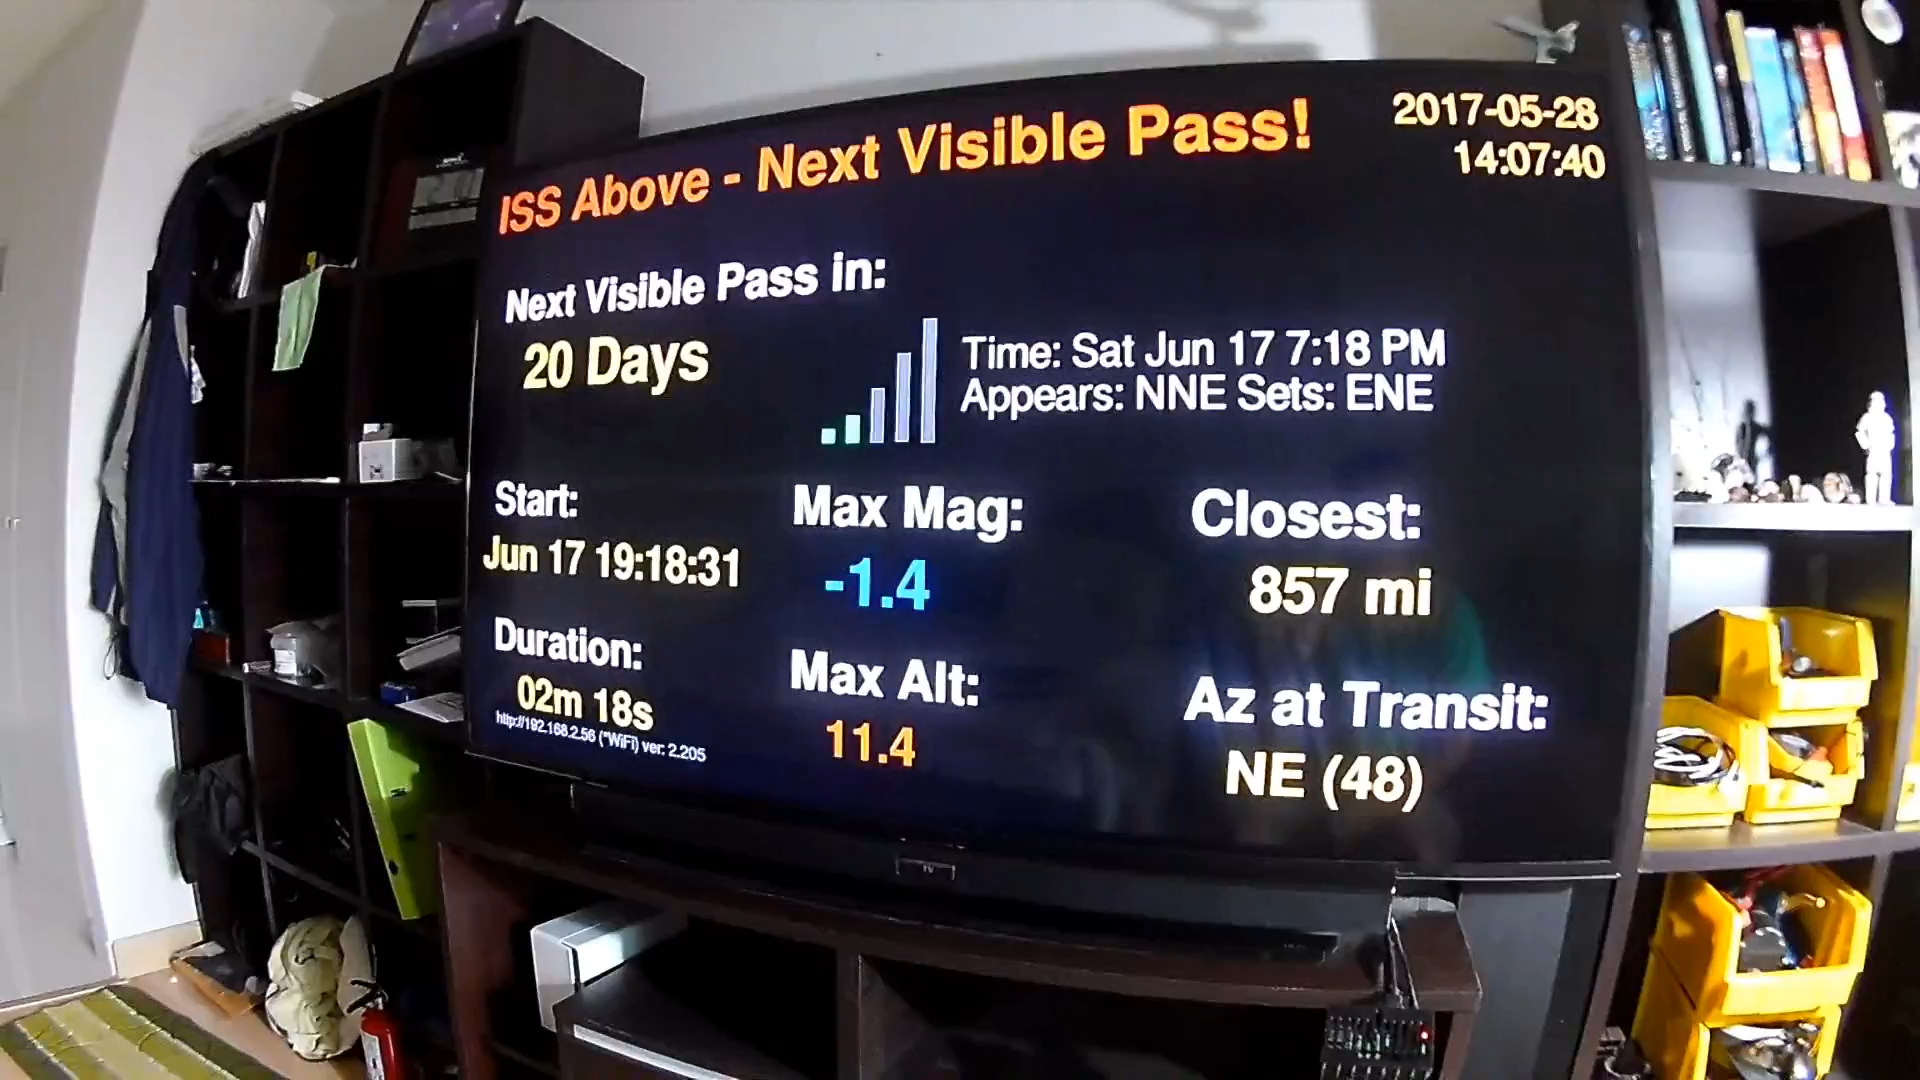 ISS Above - Next Visible Pass!
2017-05-28
14:07:40
Next Visible Pass in:
20 Days
Time: Sat Jun 17 7:18 PM
Appears: NNE Sets: ENE
Start:
Jun 17 19:18:31
Max Mag:
-1.4
Closest:
857 mi
Duration:
02m 18s
Max Alt:
11.4
Az at Transit:
NE (48)
http://192.168.2.56 (*WiFi) ver: 2.205
TV